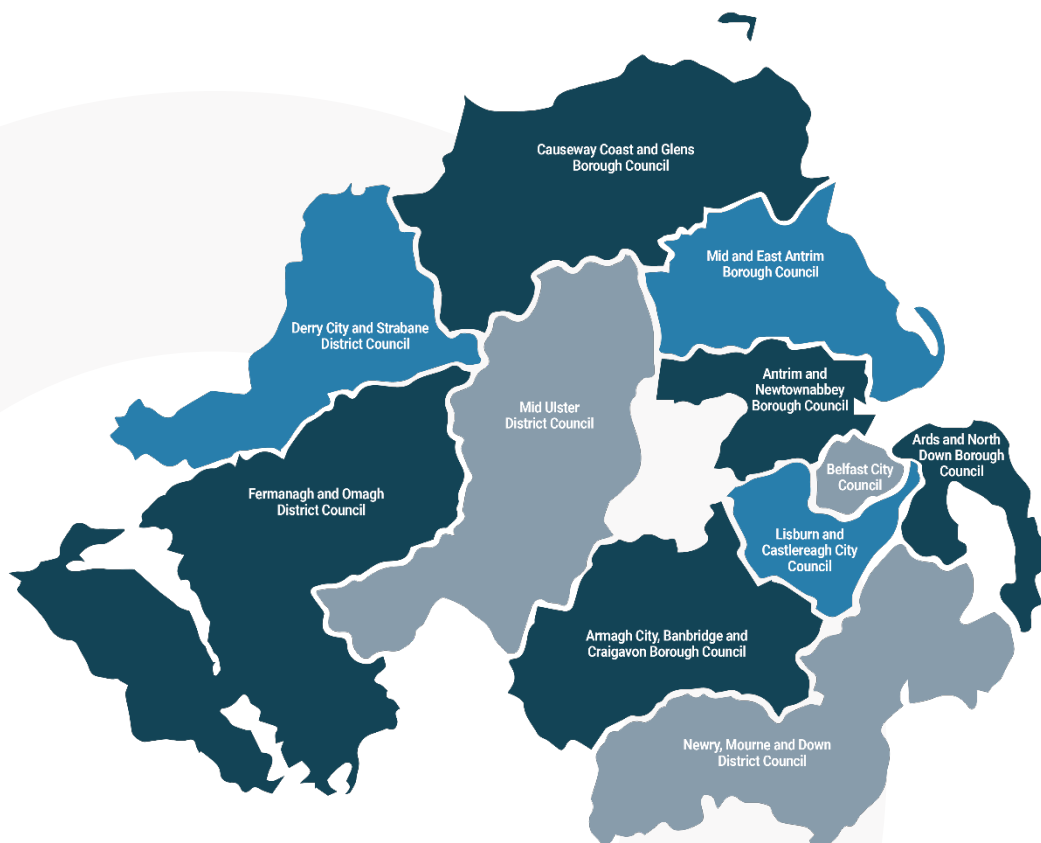 Causeway Coast and Glens
Borough Council
Mid and East Antrim
Borough Council
Derry City and Strabane
District Council
Antrim and
Newtownabbey
Borough Council
Mid Ulster
District Council
Ards and North
Down Borough
Council
Belfast City
Council
Fermanagh and Omagh
District Council
Lisburn and
Castlereagh City
Council
Armagh City, Banbridge and
Craigavon Borough Council
Newry, Mourne and Down
District Council